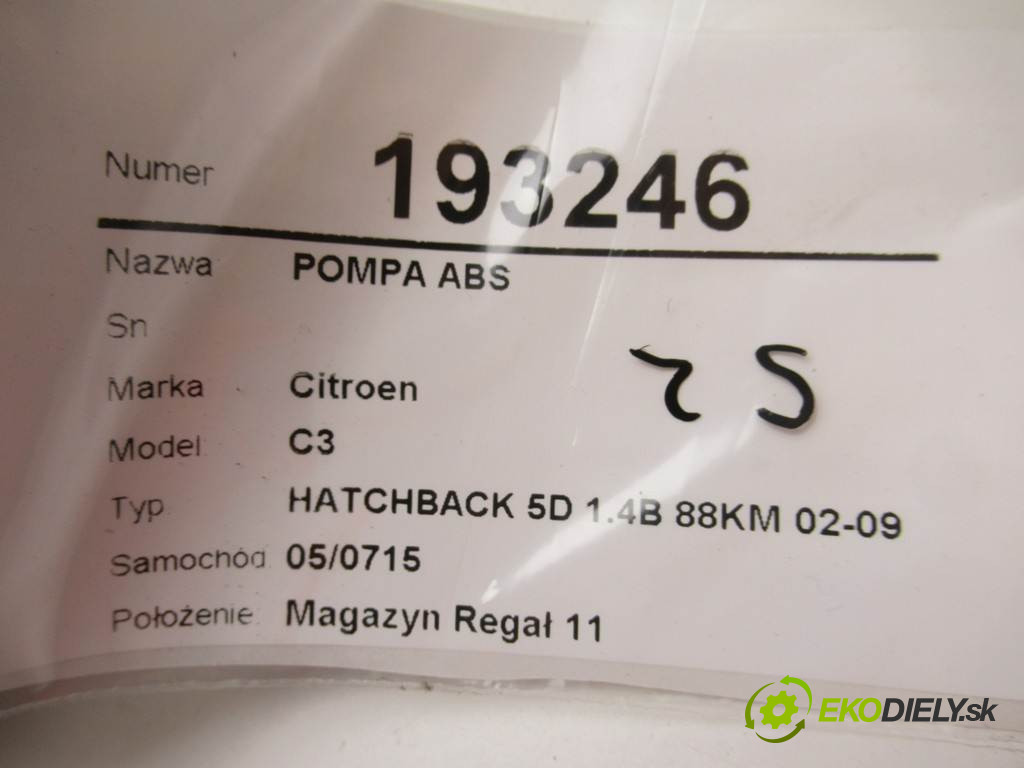 Numer 193246
Nazwa POMPA ABS
Sn
Marka Citroen
Model C3
Typ HATCHBACK 5D 1.4B 88KM 02-09
Samochód 05/0715
Położenie Magazyn Regał 11
EKODIELY.sk